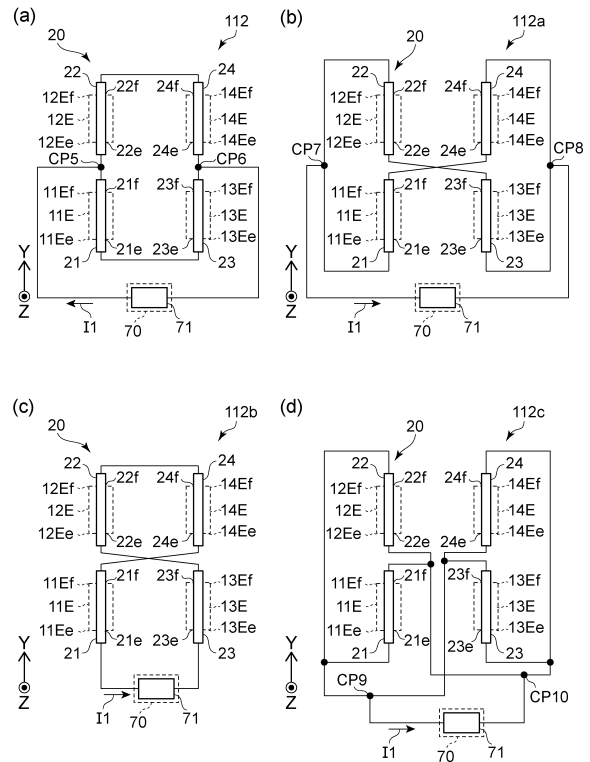 (a)
20
112
22
22f
24f
24
12Ef
12E
12Ee
14Ef
14E
14Ee
22e
24e
CP5
CP6
11Ef
11E
11Ee
21f
23f
13Ef
13E
13Ee
21
21e
23e
23
Y
Z
I1
70
71
(b)
20
112a
22
22f
24f
24
12Ef
12E
12Ee
14Ef
14E
14Ee
22e
24e
CP7
CP8
11Ef
11E
11Ee
21f
23f
13Ef
13E
13Ee
21
21e
23e
23
Y
Z
I1
70
71
(c)
20
112b
22
22f
24f
24
12Ef
12E
12Ee
14Ef
14E
14Ee
22e
24e
11Ef
11E
11Ee
21f
23f
13Ef
13E
13Ee
21
21e
23e
23
Y
Z
I1
70
71
(d)
20
112c
22
22f
24f
24
12Ef
12E
12Ee
14Ef
14E
14Ee
22e
24e
11Ef
11E
11Ee
21f
23f
13Ef
13E
13Ee
21
21e
23e
23
CP9
CP10
Y
Z
I1
70
71